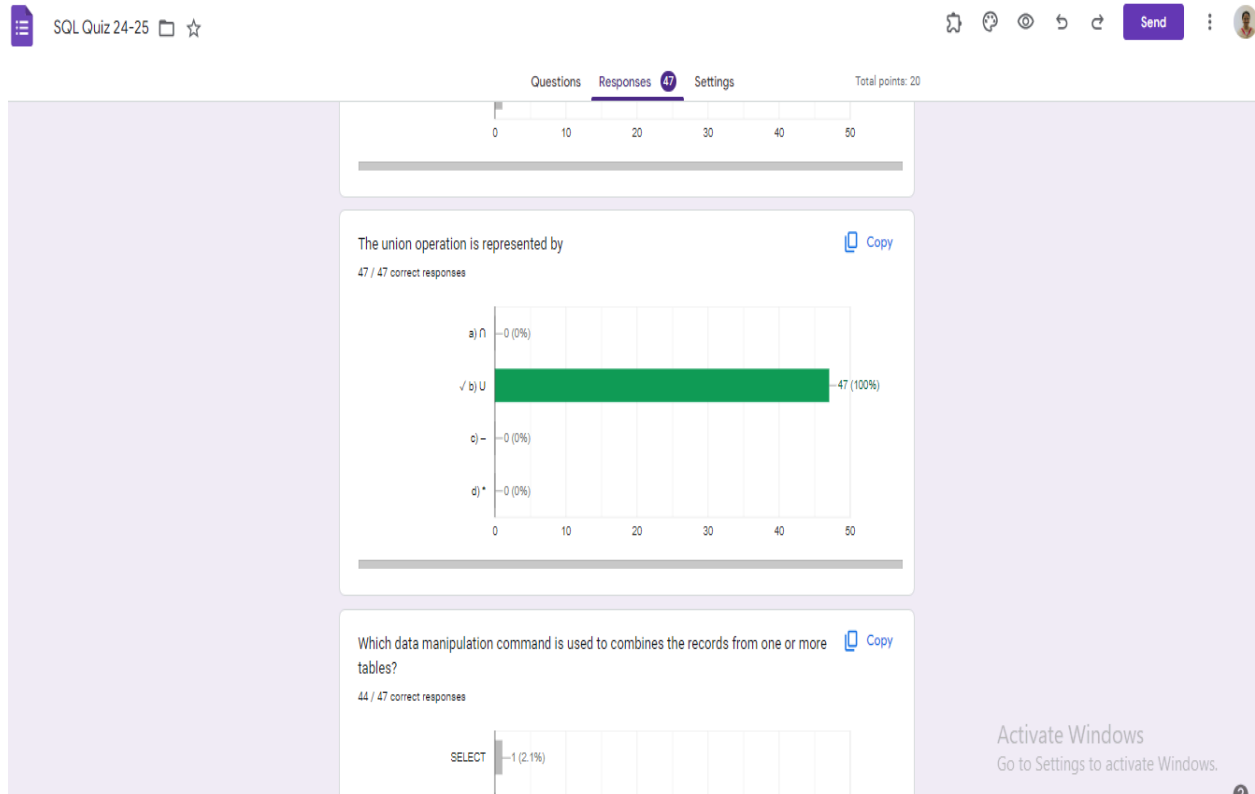 SQL Quiz 24-25
Send
Questions Responses 47 Settings Total points: 20
0 10 20 30 40 50
The union operation is represented by
Copy
47 / 47 correct responses
a) ∩ 0 (0%)
✓ b) U 47 (100%)
c) – 0 (0%)
d) * 0 (0%)
0 10 20 30 40 50
Which data manipulation command is used to combines the records from one or more
Copy
tables?
44 / 47 correct responses
SELECT 1 (2.1%)
Activate Windows
Go to Settings to activate Windows.